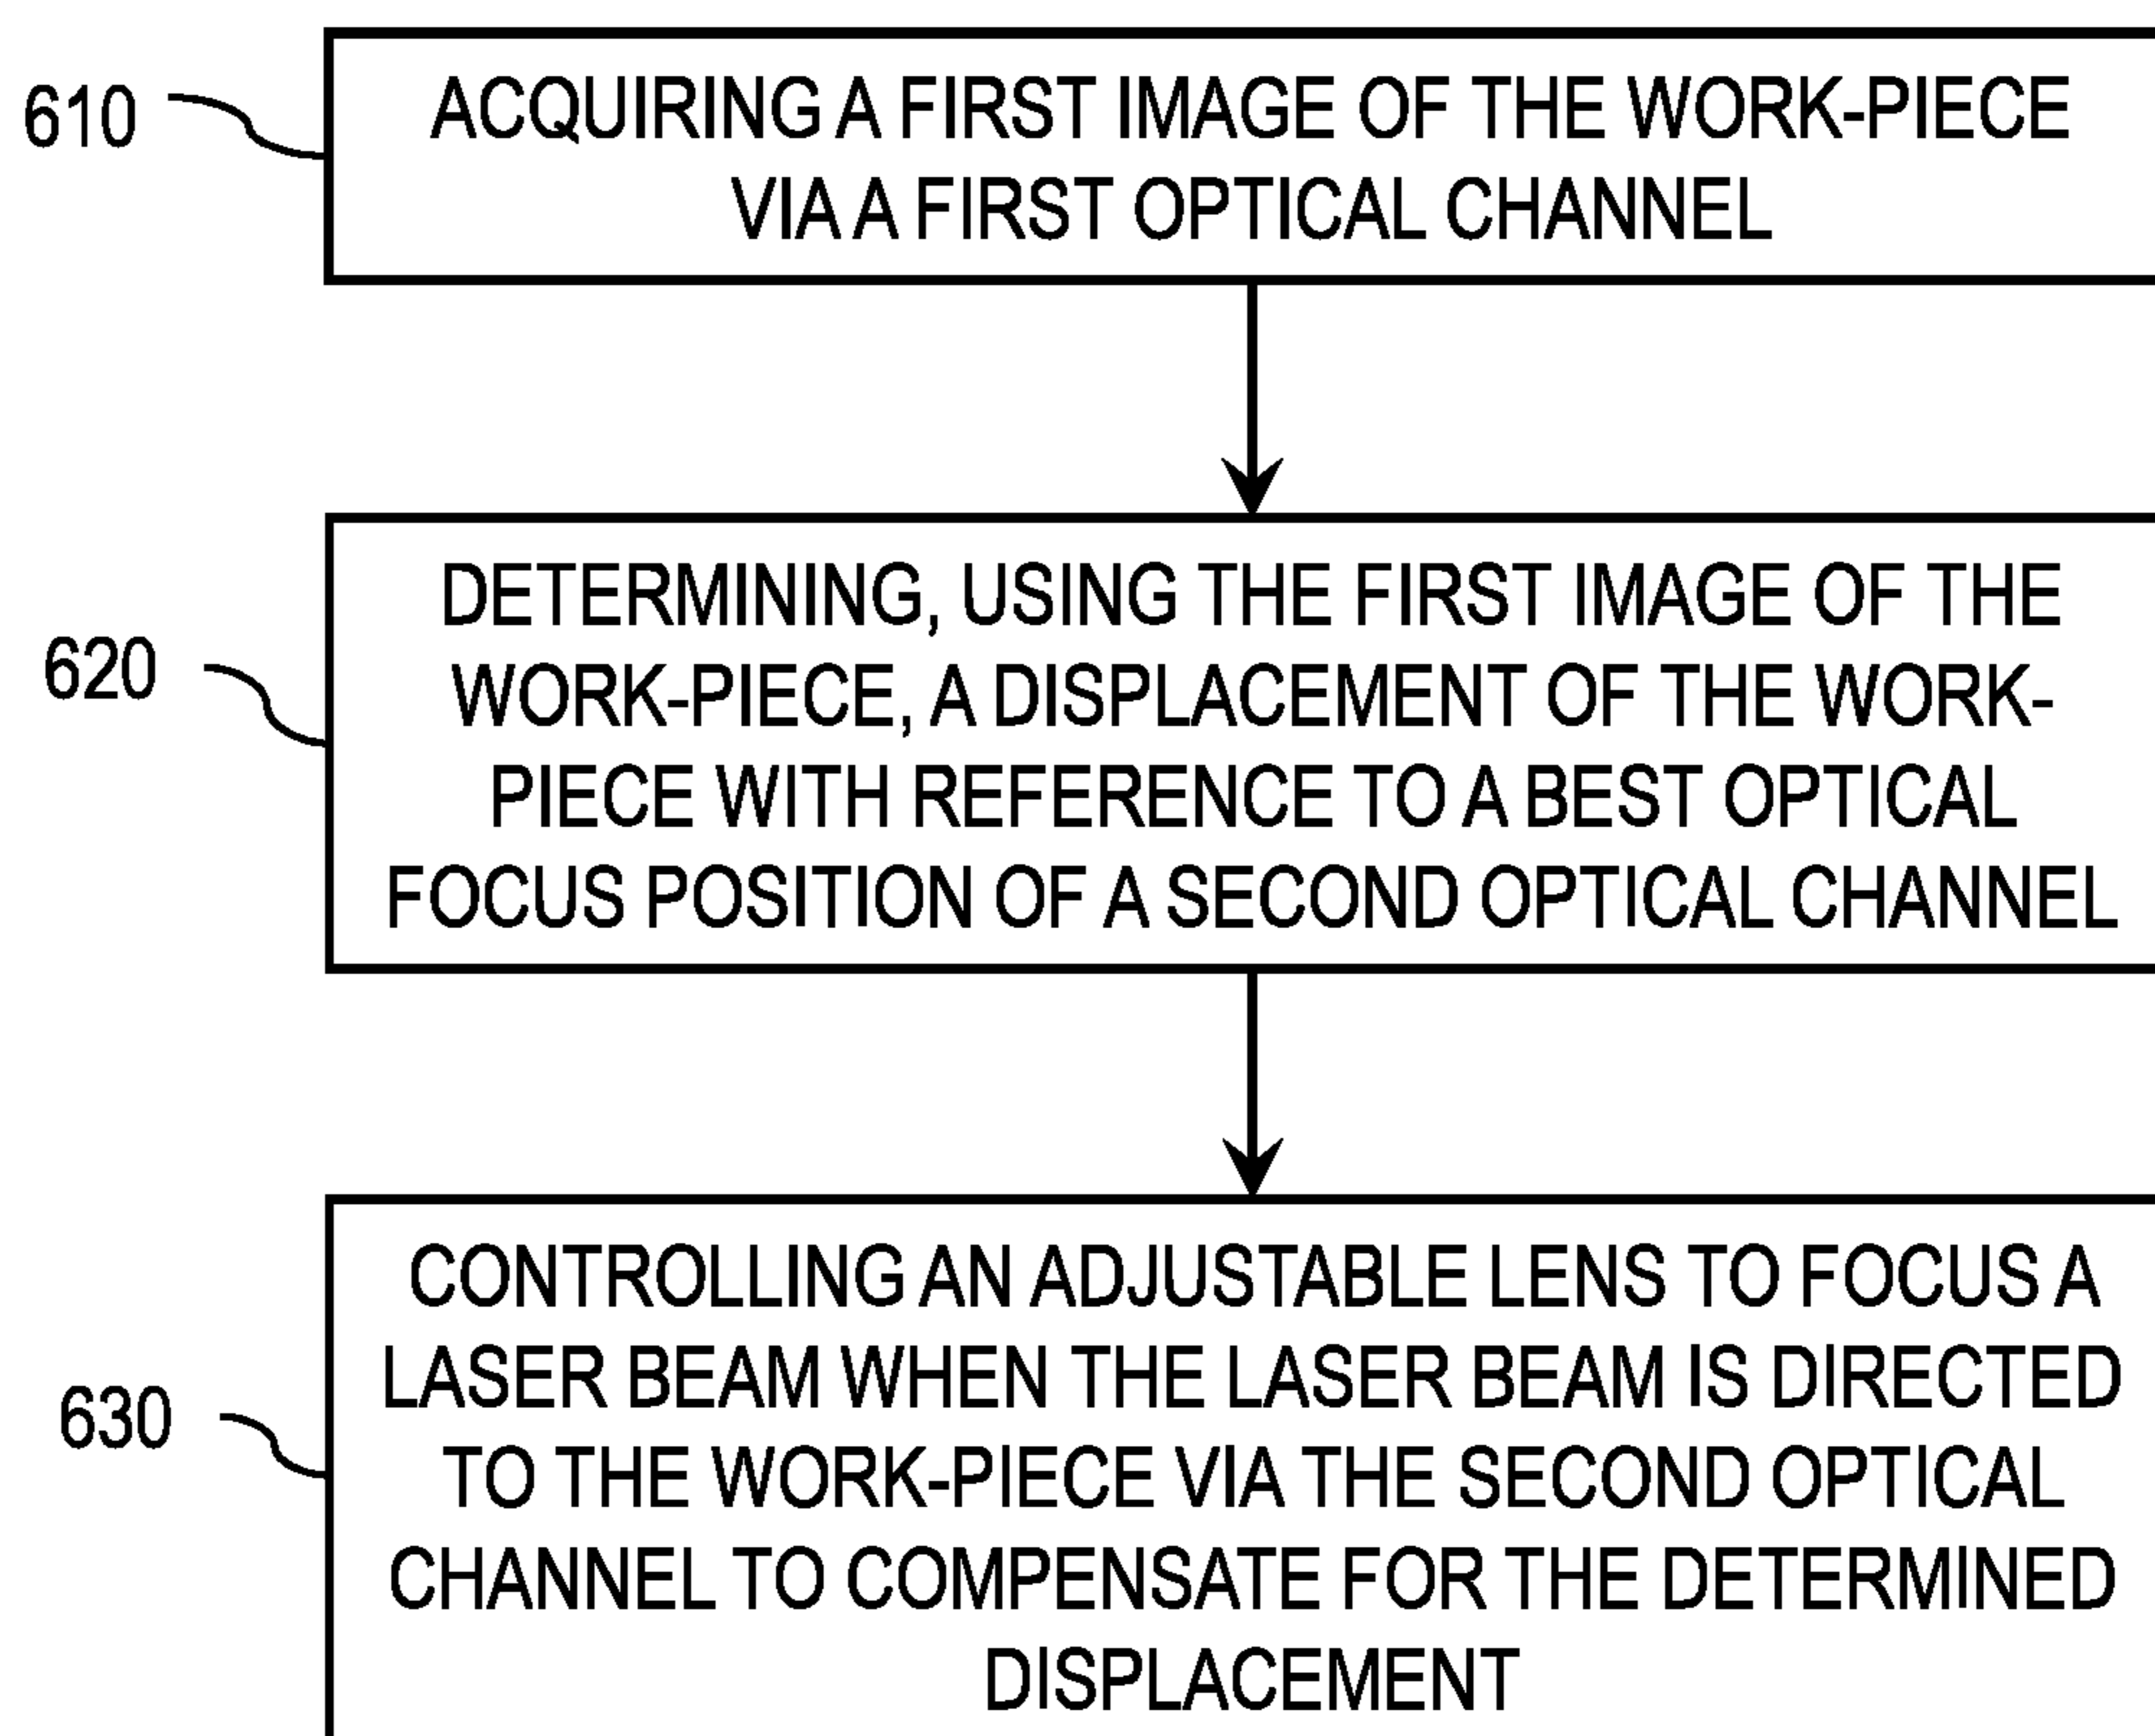 610
ACQUIRING A FIRST IMAGE OF THE WORK-PIECE
VIA A FIRST OPTICAL CHANNEL
620
DETERMINING, USING THE FIRST IMAGE OF THE
WORK-PIECE, A DISPLACEMENT OF THE WORK-
PIECE WITH REFERENCE TO A BEST OPTICAL
FOCUS POSITION OF A SECOND OPTICAL CHANNEL
630
CONTROLLING AN ADJUSTABLE LENS TO FOCUS A
LASER BEAM WHEN THE LASER BEAM IS DIRECTED
TO THE WORK-PIECE VIA THE SECOND OPTICAL
CHANNEL TO COMPENSATE FOR THE DETERMINED
DISPLACEMENT